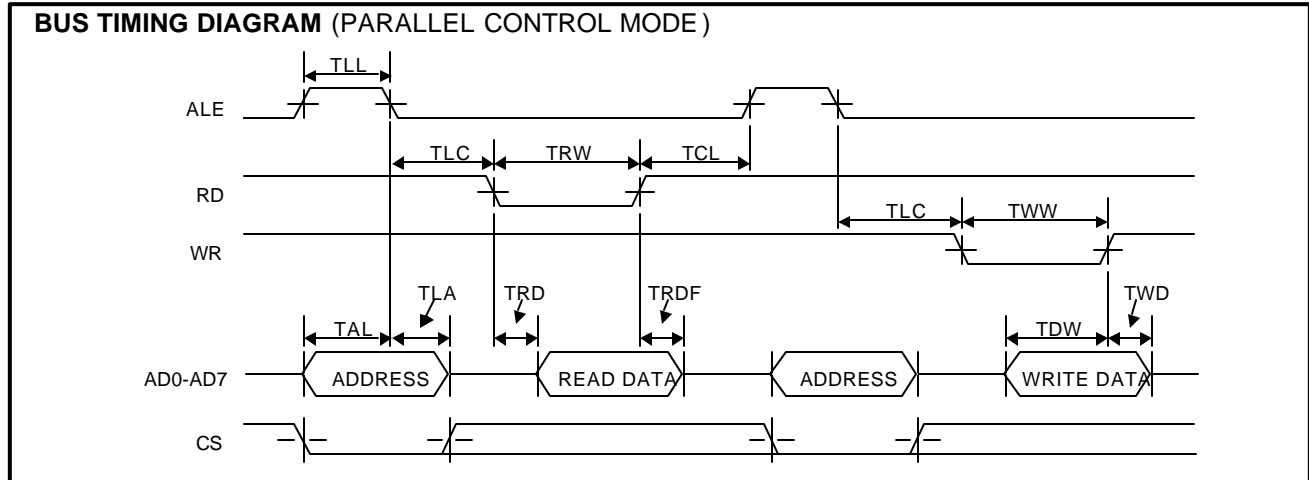 BUS TIMING DIAGRAM (PARALLEL CONTROL MODE)
TLL
ALE
TLC TRW TCL
RD
TLC TWW
WR
TLA TRD TRDF TWD
TAL TDW
AD0-AD7 ADDRESS READ DATA ADDRESS WRITE DATA
CS